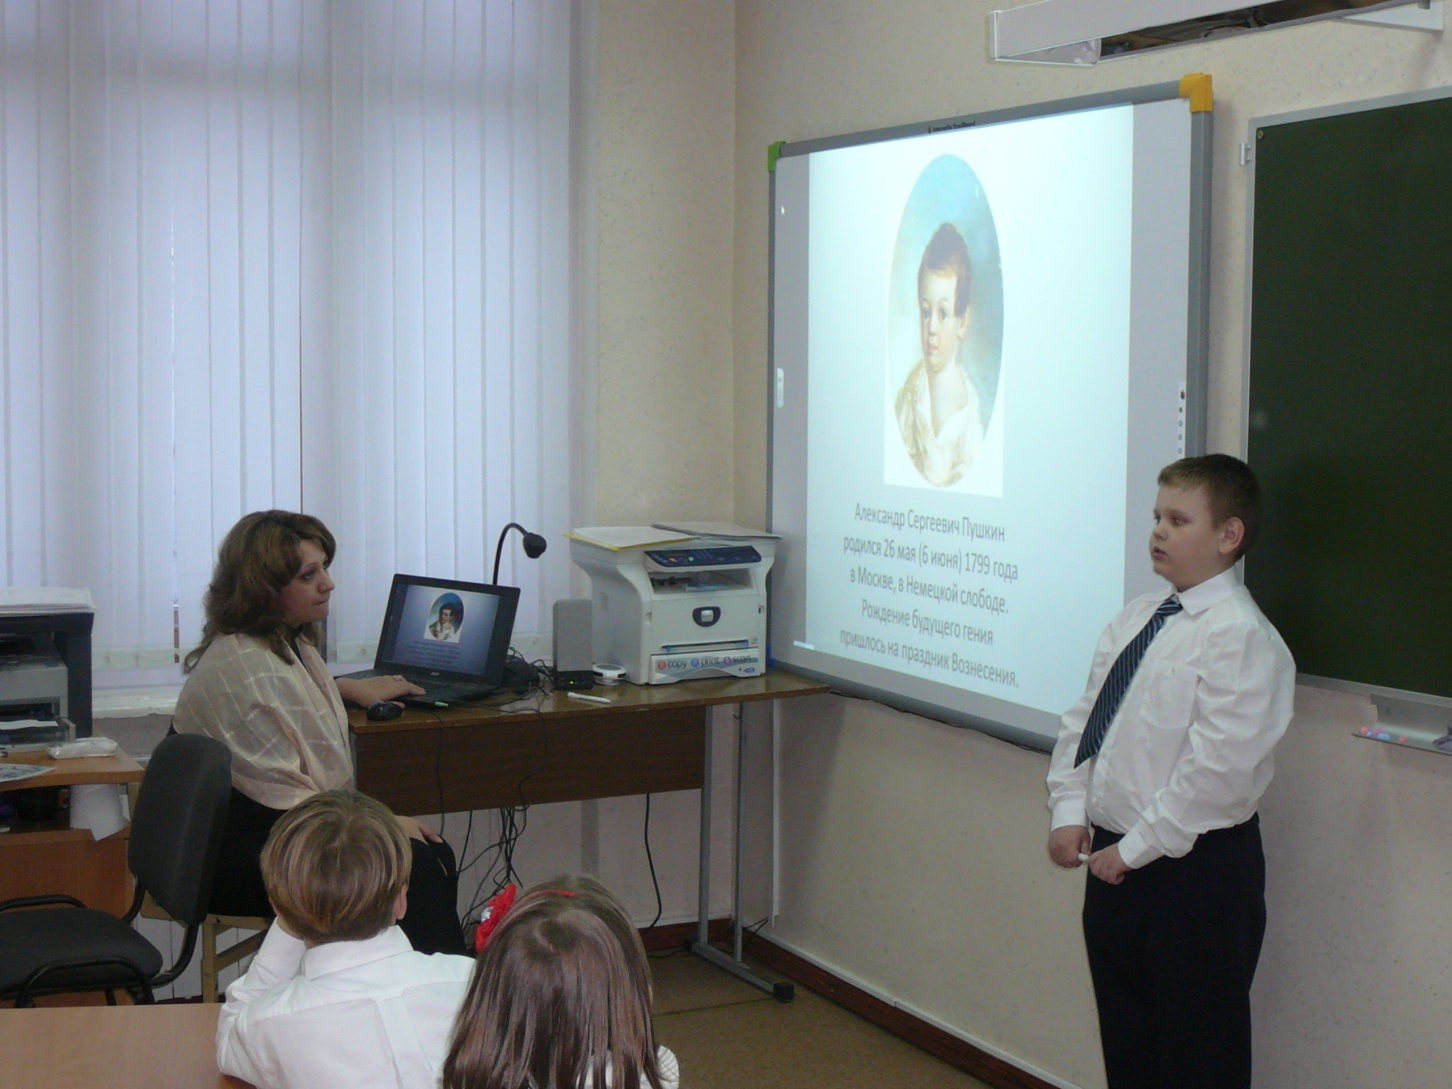 Александр Сергеевич Пушкин
родился 26 мая (6 июня) 1799 года
в Москве, в Немецкой слободе.
Рождение будущего гения
пришлось на праздник Вознесения.
copy print scan
acer